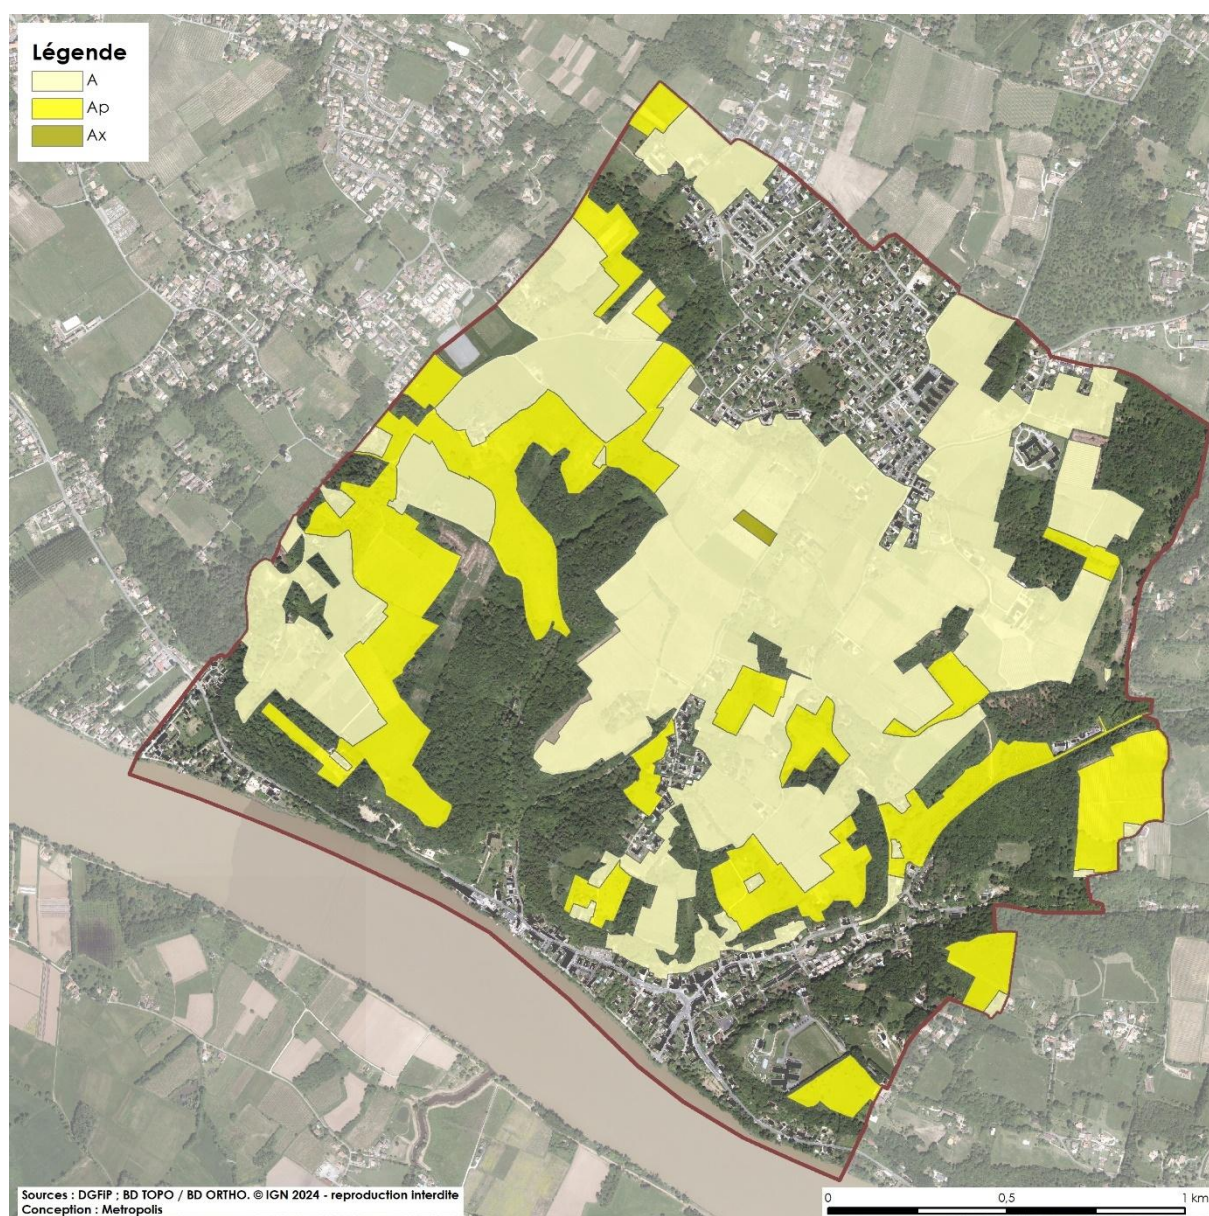 Légende
A
Ap
Ax
Sources : DGFiP ; BD TOPO / BD ORTHO. © IGN 2024 - reproduction interdite
Conception : Metropolis
0 0,5 1 km